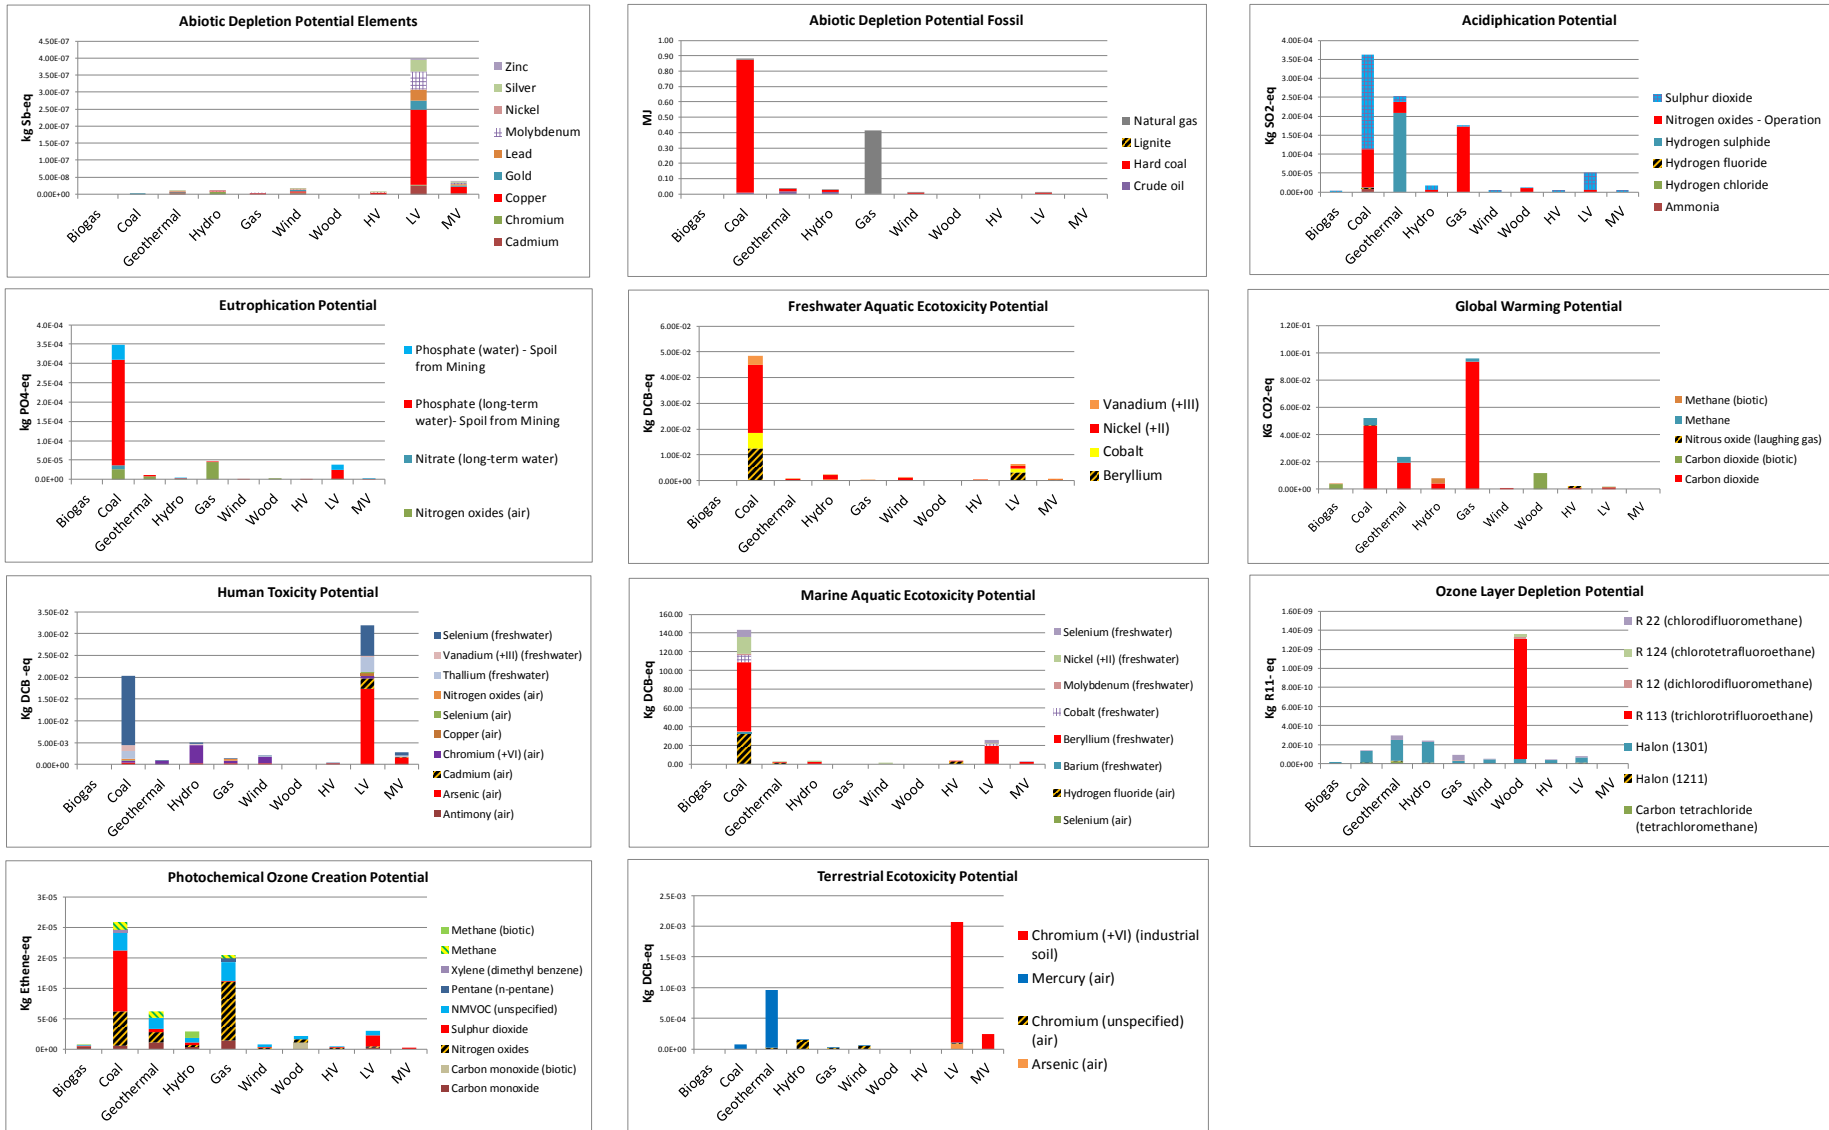 Abiotic Depletion Potential Elements
kg Sb-eq
4.50E-07
4.00E-07
3.50E-07
3.00E-07
2.50E-07
2.00E-07
1.50E-07
1.00E-07
5.00E-08
0.00E+00
Biogas
Coal
Geothermal
Hydro
Gas
Wind
Wood
HV
LV
MV
Zinc
Silver
Nickel
Molybdenum
Lead
Gold
Copper
Chromium
Cadmium
Abiotic Depletion Potential Fossil
MJ
1.00
0.90
0.80
0.70
0.60
0.50
0.40
0.30
0.20
0.10
0.00
Biogas
Coal
Geothermal
Hydro
Gas
Wind
Wood
HV
LV
MV
Natural gas
Lignite
Hard coal
Crude oil
Acidiphication Potential
Kg SO2-eq
4.00E-04
3.00E-04
3.00E-04
2.00E-04
2.00E-04
1.00E-04
1.00E-04
5.00E-05
0.00E+00
Biogas
Coal
Geothermal
Hydro
Gas
Wind
Wood
HV
LV
MV
Sulphur dioxide
Nitrogen oxides - Operation
Hydrogen sulphide
Hydrogen fluoride
Hydrogen chloride
Ammonia
Eutrophication Potential
kg PO4-eq
4.0E-04
3.5E-04
3.0E-04
2.5E-04
2.0E-04
1.5E-04
1.0E-04
5.0E-05
0.0E+00
Biogas
Coal
Geothermal
Hydro
Gas
Wind
Wood
HV
LV
MV
Phosphate (water) - Spoil
from Mining
Phosphate (long-term
water)- Spoil from Mining
Nitrate (long-term water)
Nitrogen oxides (air)
Freshwater Aquatic Ecotoxicity Potential
Kg DCB-eq
6.00E-02
5.00E-02
4.00E-02
3.00E-02
2.00E-02
1.00E-02
0.00E+00
Biogas
Coal
Geothermal
Hydro
Gas
Wind
Wood
HV
LV
MV
Vanadium (+III)
Nickel (+II)
Cobalt
Beryllium
Global Warming Potential
KG CO2-eq
1.20E-01
1.00E-01
8.00E-02
6.00E-02
4.00E-02
2.00E-02
0.00E+00
Biogas
Coal
Geothermal
Hydro
Gas
Wind
Wood
HV
LV
MV
Methane (biotic)
Methane
Nitrous oxide (laughing gas)
Carbon dioxide (biotic)
Carbon dioxide
Human Toxicity Potential
Kg DCB -eq
3.50E-02
3.00E-02
2.50E-02
2.00E-02
1.50E-02
1.00E-02
5.00E-03
0.00E+00
Biogas
Coal
Geothermal
Hydro
Gas
Wind
Wood
HV
LV
MV
Selenium (freshwater)
Vanadium (+III) (freshwater)
Thallium (freshwater)
Nitrogen oxides (air)
Selenium (air)
Copper (air)
Chromium (+VI) (air)
Cadmium (air)
Arsenic (air)
Antimony (air)
Marine Aquatic Ecotoxicity Potential
Kg DCB-eq
160.00
140.00
120.00
100.00
80.00
60.00
40.00
20.00
0.00
Biogas
Coal
Geothermal
Hydro
Gas
Wind
Wood
HV
LV
MV
Selenium (freshwater)
Nickel (+II) (freshwater)
Molybdenum (freshwater)
Cobalt (freshwater)
Beryllium (freshwater)
Barium (freshwater)
Hydrogen fluoride (air)
Selenium (air)
Ozone Layer Depletion Potential
Kg R11- eq
1.60E-09
1.40E-09
1.20E-09
1.00E-09
8.00E-10
6.00E-10
4.00E-10
2.00E-10
0.00E+00
Biogas
Coal
Geothermal
Hydro
Gas
Wind
Wood
HV
LV
MV
R 22 (chlorodifluoromethane)
R 124 (chlorotetrafluoroethane)
R 12 (dichlorodifluoromethane)
R 113 (trichlorotrifluoroethane)
Halon (1301)
Halon (1211)
Carbon tetrachloride
(tetrachloromethane)
Photochemical Ozone Creation Potential
Kg Ethene-eq
3E-05
2E-05
2E-05
1E-05
5E-06
0E+00
Biogas
Coal
Geothermal
Hydro
Gas
Wind
Wood
HV
LV
MV
Methane (biotic)
Methane
Xylene (dimethyl benzene)
Pentane (n-pentane)
NMVOC (unspecified)
Sulphur dioxide
Nitrogen oxides
Carbon monoxide (biotic)
Carbon monoxide
Terrestrial Ecotoxicity Potential
Kg DCB-eq
2.5E-03
2.0E-03
1.5E-03
1.0E-03
5.0E-04
0.0E+00
Biogas
Coal
Geothermal
Hydro
Gas
Wind
Wood
HV
LV
MV
Chromium (+VI) (industrial
soil)
Mercury (air)
Chromium (unspecified)
(air)
Arsenic (air)